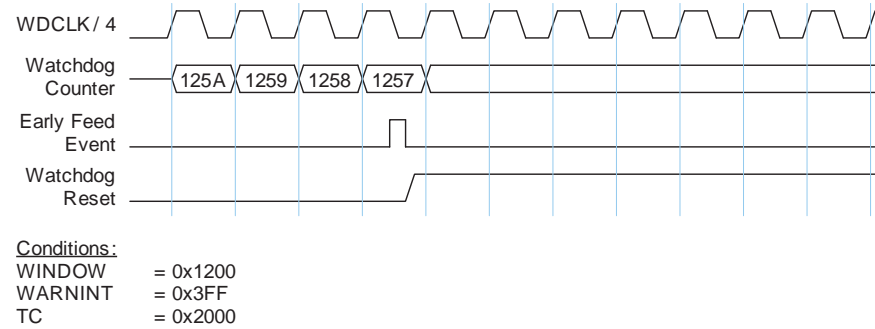 WDCLK / 4
Watchdog
Counter
125A 1259 1258 1257
Early Feed
Event
Watchdog
Reset
Conditions:
WINDOW = 0x1200
WARNINT = 0x3FF
TC = 0x2000